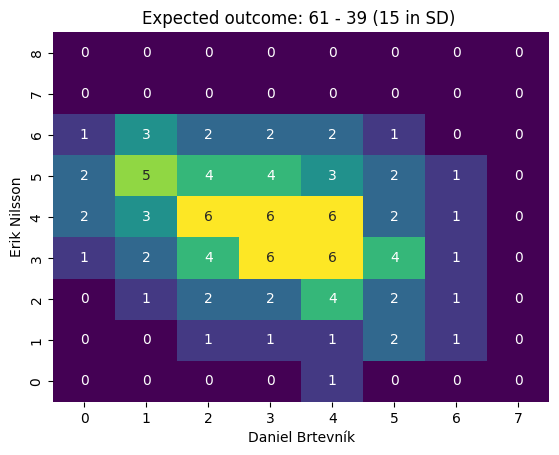 Expected outcome: 61 - 39 (15 in SD)
8 0 0 0 0 0 0 0 0
7 0 0 0 0 0 0 0 0
6 1 3 2 2 2 1 0 0
5 2 5 4 4 3 2 1 0
4 2 3 6 6 6 2 1 0
3 1 2 4 6 6 4 1 0
2 0 1 2 2 4 2 1 0
1 0 0 1 1 1 2 1 0
0 0 0 0 0 1 0 0 0
0 1 2 3 4 5 6 7
Erik Nilsson
Daniel Brtevník